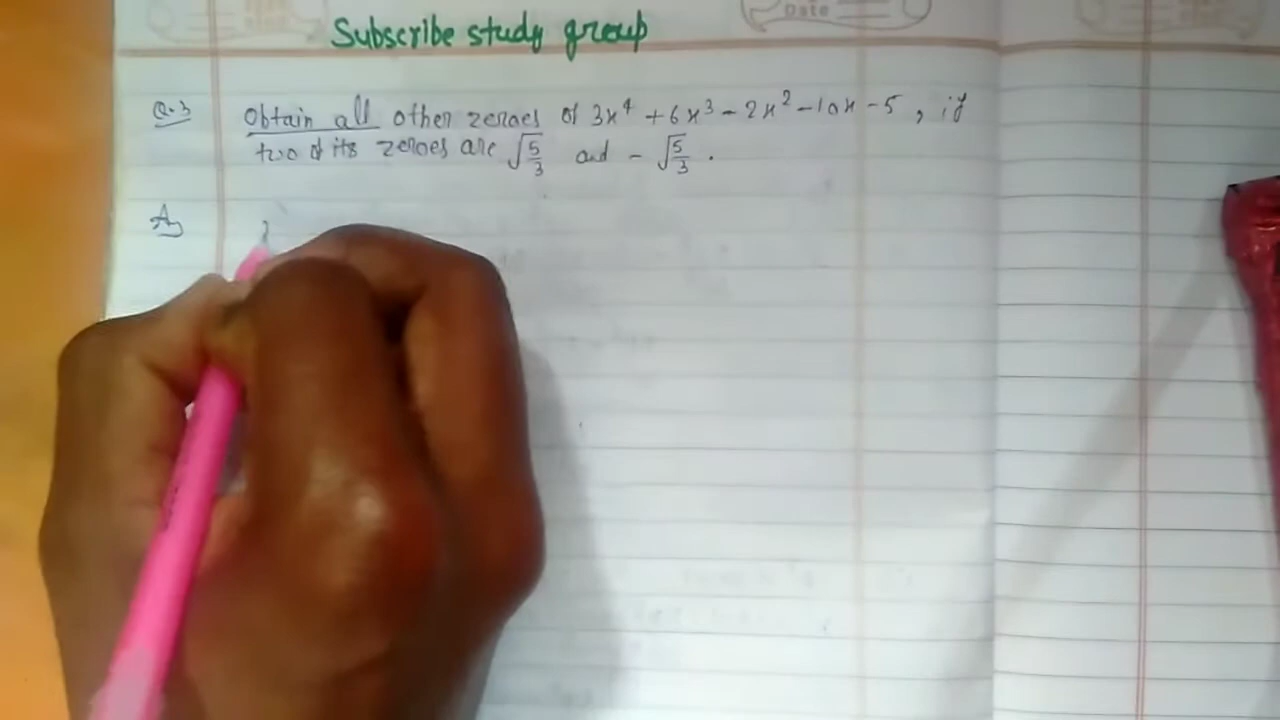 Date
Subscribe study group
Q.3 Obtain all other zeroes of 3x⁴ + 6x³ - 2x² - 10x - 5 , if
two of its zeroes are √5/3 and - √5/3 .
A